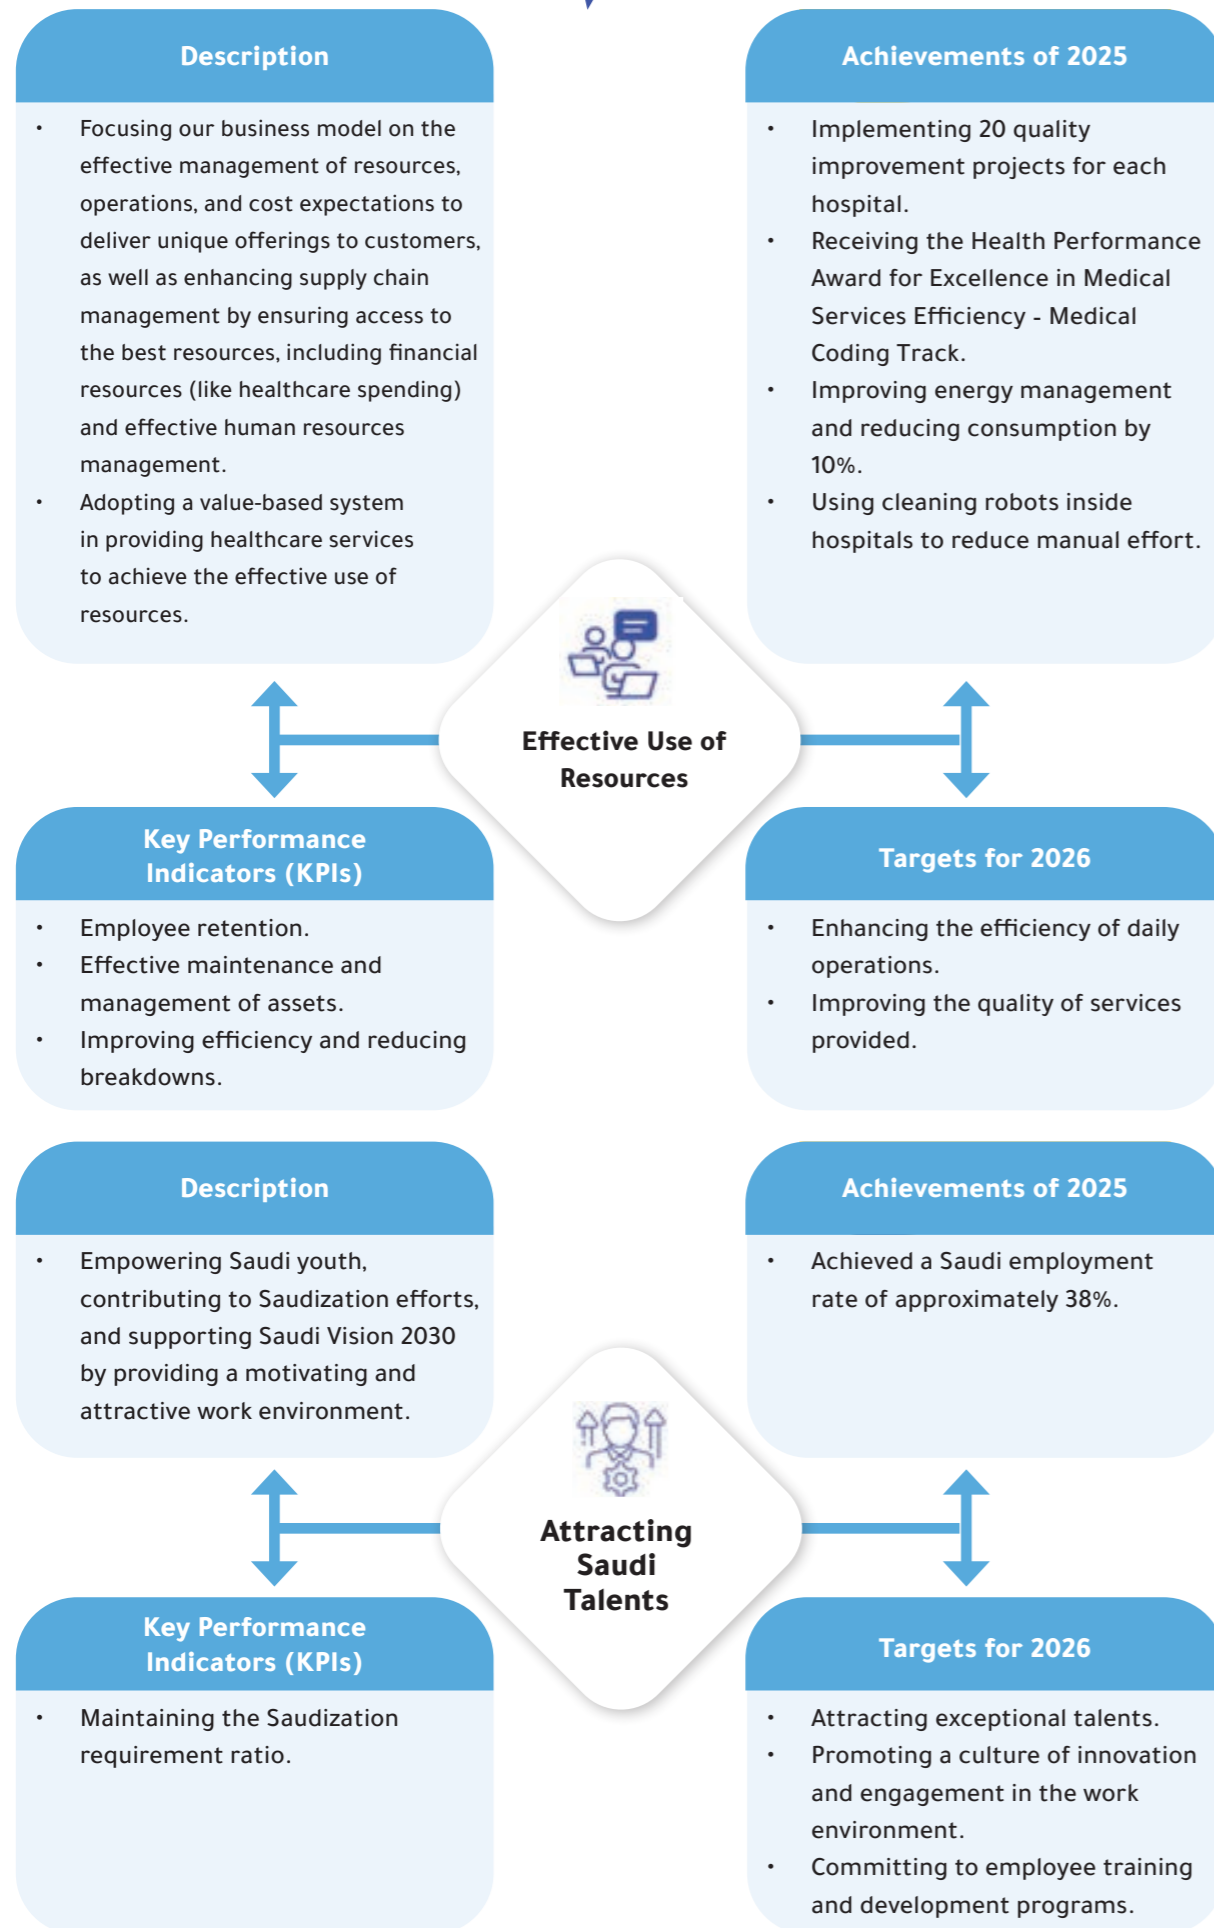 Description
• Focusing our business model on the
effective management of resources,
operations, and cost expectations to
deliver unique offerings to customers,
as well as enhancing supply chain
management by ensuring access to
the best resources, including financial
resources (like healthcare spending)
and effective human resources
management.
• Adopting a value-based system
in providing healthcare services
to achieve the effective use of
resources.
Achievements of 2025
• Implementing 20 quality
improvement projects for each
hospital.
• Receiving the Health Performance
Award for Excellence in Medical
Services Efficiency - Medical
Coding Track.
• Improving energy management
and reducing consumption by
10%.
• Using cleaning robots inside
hospitals to reduce manual effort.
Effective Use of
Resources
Key Performance
Indicators (KPIs)
• Employee retention.
• Effective maintenance and
management of assets.
• Improving efficiency and reducing
breakdowns.
Targets for 2026
• Enhancing the efficiency of daily
operations.
• Improving the quality of services
provided.
Description
• Empowering Saudi youth,
contributing to Saudization efforts,
and supporting Saudi Vision 2030
by providing a motivating and
attractive work environment.
Achievements of 2025
• Achieved a Saudi employment
rate of approximately 38%.
Attracting
Saudi
Talents
Key Performance
Indicators (KPIs)
• Maintaining the Saudization
requirement ratio.
Targets for 2026
• Attracting exceptional talents.
• Promoting a culture of innovation
and engagement in the work
environment.
• Committing to employee training
and development programs.